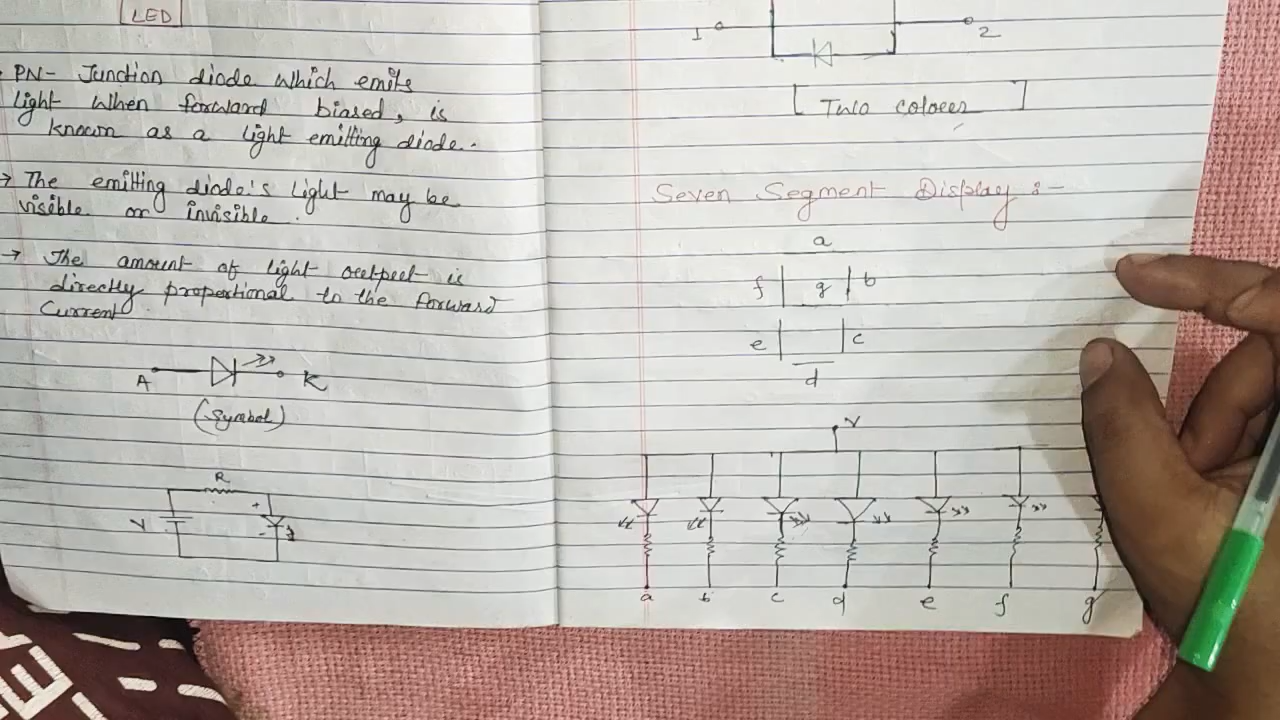 LED
PN- Junction diode which emits
light when forward biased, is
known as a light emitting diode.
→ The emitting diode's light may be
visible or invisible.
→ The amount of light output is
directly proportional to the forward
Current
A K
(Symbol)
R
V + -
1 2
[Two colours]
Seven Segment Display :-
a
f g b
e c
d
V
a b c d e f g